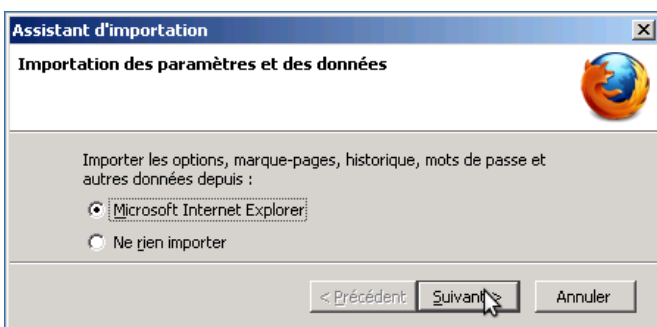 Assistant d'importation
Importation des paramètres et des données
Importer les options, marque-pages, historique, mots de passe et
autres données depuis :
Microsoft Internet Explorer
Ne rien importer
< Précédent Suivant > Annuler